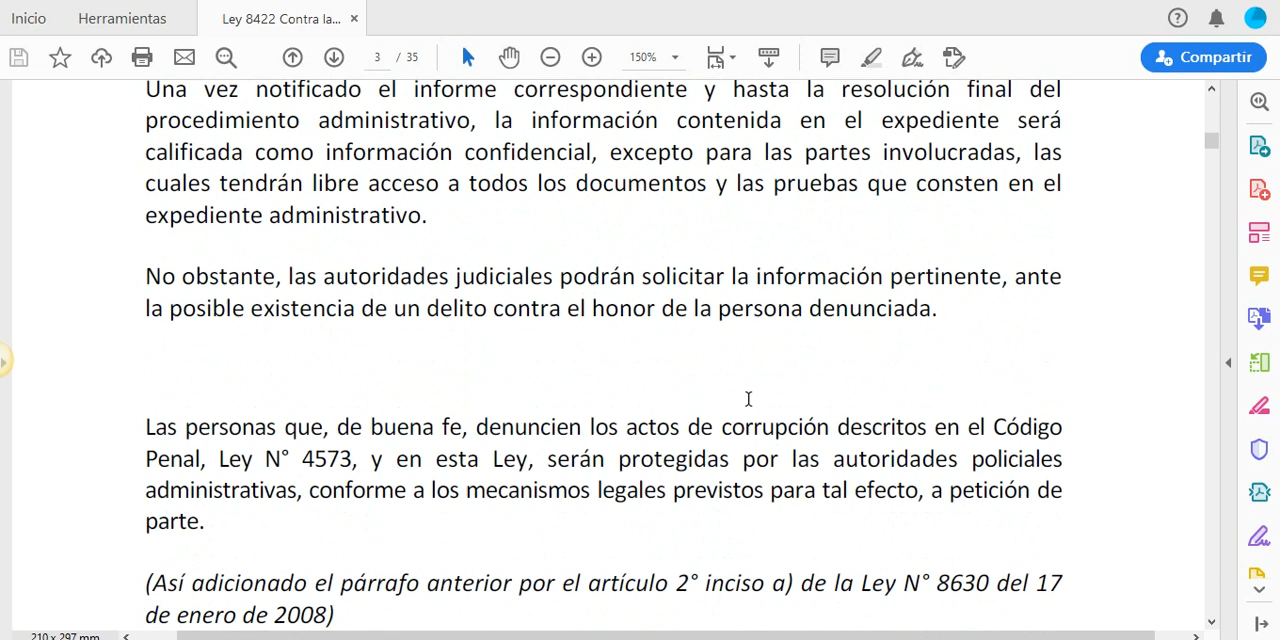 Inicio
Herramientas
Ley 8422 Contra la... ×
3 / 35
150%
Compartir
Una vez notificado el informe correspondiente y hasta la resolución final del
procedimiento administrativo, la información contenida en el expediente será
calificada como información confidencial, excepto para las partes involucradas, las
cuales tendrán libre acceso a todos los documentos y las pruebas que consten en el
expediente administrativo.
No obstante, las autoridades judiciales podrán solicitar la información pertinente, ante
la posible existencia de un delito contra el honor de la persona denunciada.
Las personas que, de buena fe, denuncien los actos de corrupción descritos en el Código
Penal, Ley N° 4573, y en esta Ley, serán protegidas por las autoridades policiales
administrativas, conforme a los mecanismos legales previstos para tal efecto, a petición de
parte.
(Así adicionado el párrafo anterior por el artículo 2° inciso a) de la Ley N° 8630 del 17
de enero de 2008)
210 x 297 mm